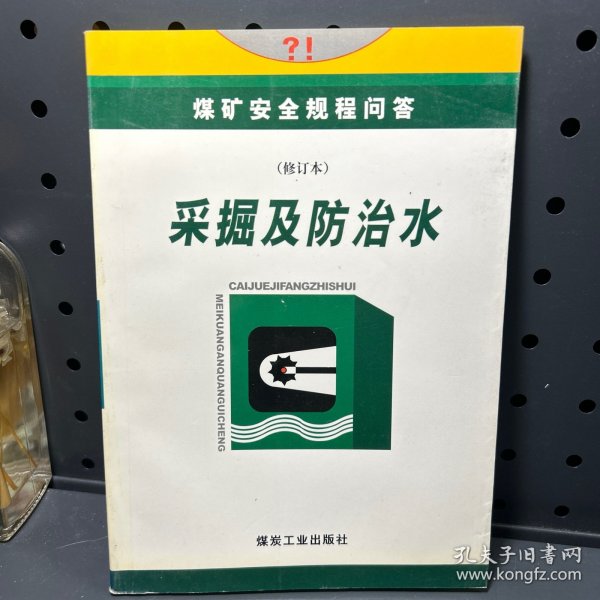 ?!
煤矿安全规程问答
（修订本）
采掘及防治水
CAIJUEJIFANGZHISHUI
MEIKUANGANQUANGUICHENG
煤炭工业出版社
孔夫子旧书网
www.kongfz.com